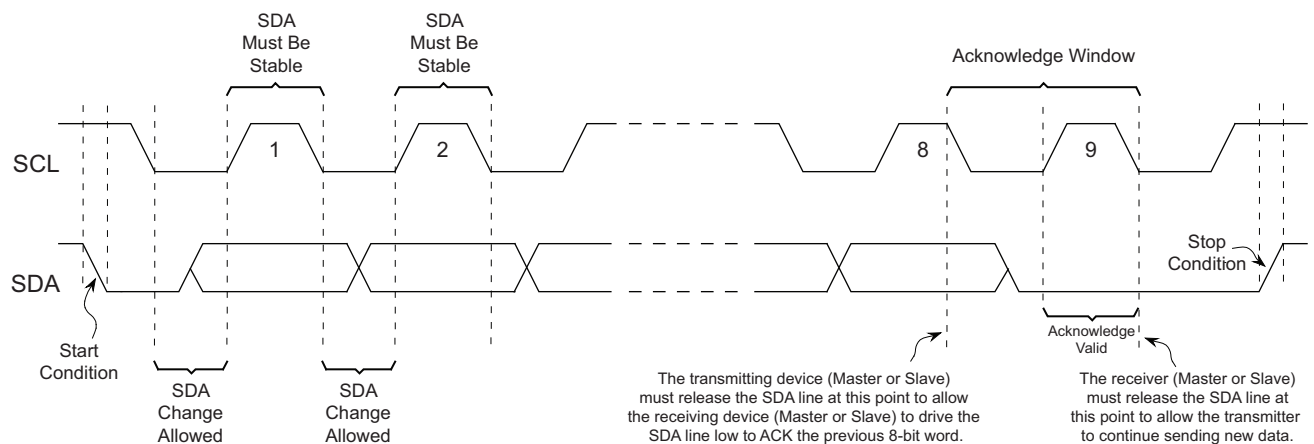 SDA
Must Be
Stable
SDA
Must Be
Stable
Acknowledge Window
SCL
1
2
8
9
SDA
Stop
Condition
Start
Condition
SDA
Change
Allowed
SDA
Change
Allowed
Acknowledge
Valid
The transmitting device (Master or Slave)
must release the SDA line at this point to allow
the receiving device (Master or Slave) to drive the
SDA line low to ACK the previous 8-bit word.
The receiver (Master or Slave)
must release the SDA line at
this point to allow the transmitter
to continue sending new data.